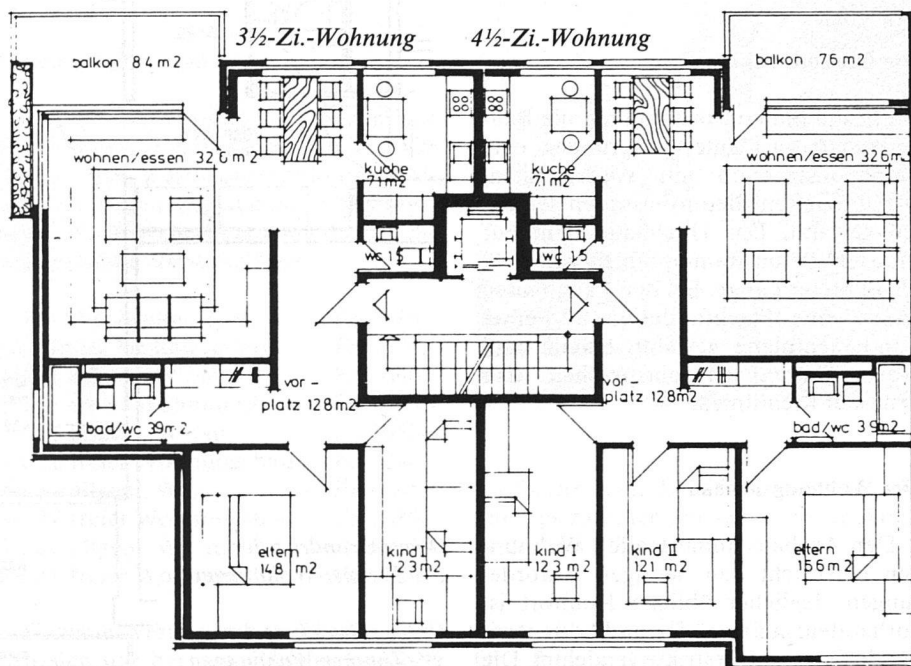 3½-Zi.-Wohnung
4½-Zi.-Wohnung
balkon 8.4 m2
balkon 7.6 m2
wohnen/essen 32.6 m2
küche
7.1 m2
küche
7.1 m2
wohnen/essen 32.6 m2
wc 1.5
wc 1.5
vor-
platz 12.8 m2
vor-
platz 12.8 m2
bad/wc 3.9 m2
bad/wc 3.9 m2
eltern
14.8 m2
kind I
12.3 m2
kind I
12.3 m2
kind II
12.1 m2
eltern
15.6 m2